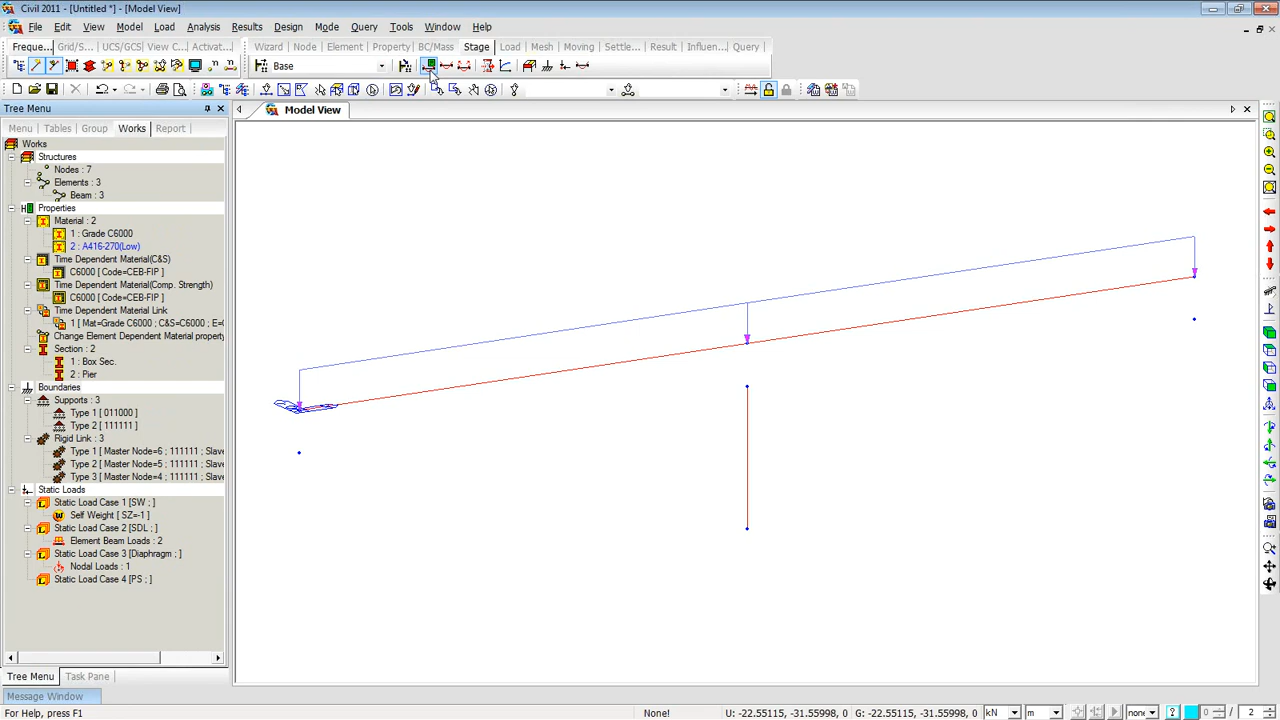 Civil 2011 - [Untitled *] - [Model View]
File Edit View Model Load Analysis Results Design Mode Query Tools Window Help
Freque... Grid/S... UCS/GCS View C... Activat... Wizard Node Element Property BC/Mass Stage Load Mesh Moving Settle... Result Influen... Query
Base
Tree Menu
Model View
Menu Tables Group Works Report
Works
Structures
Nodes : 7
Elements : 3
Beam : 3
Properties
Material : 2
1 : Grade C6000
2 : A416-270(Low)
Time Dependent Material(C&S)
C6000 [ Code=CEB-FIP ]
Time Dependent Material(Comp. Strength)
C6000 [ Code=CEB-FIP ]
Time Dependent Material Link
1 [ Mat=Grade C6000 ; C&S=C6000 ; E=
Change Element Dependent Material property
Section : 2
1 : Box Sec.
2 : Pier
Boundaries
Supports : 3
Type 1 [ 011000 ]
Type 2 [ 111111 ]
Rigid Link : 3
Type 1 [ Master Node=6 ; 111111 ; Slave
Type 2 [ Master Node=5 ; 111111 ; Slave
Type 3 [ Master Node=4 ; 111111 ; Slave
Static Loads
Static Load Case 1 [SW ; ]
Self Weight [ SZ=-1 ]
Static Load Case 2 [SDL ; ]
Element Beam Loads : 2
Static Load Case 3 [Diaphragm ; ]
Nodal Loads : 1
Static Load Case 4 [PS ; ]
Tree Menu Task Pane
Message Window
For Help, press F1 None! U: -22.55115, -31.55998, 0 G: -22.55115, -31.55998, 0 kN m none 0 / 2